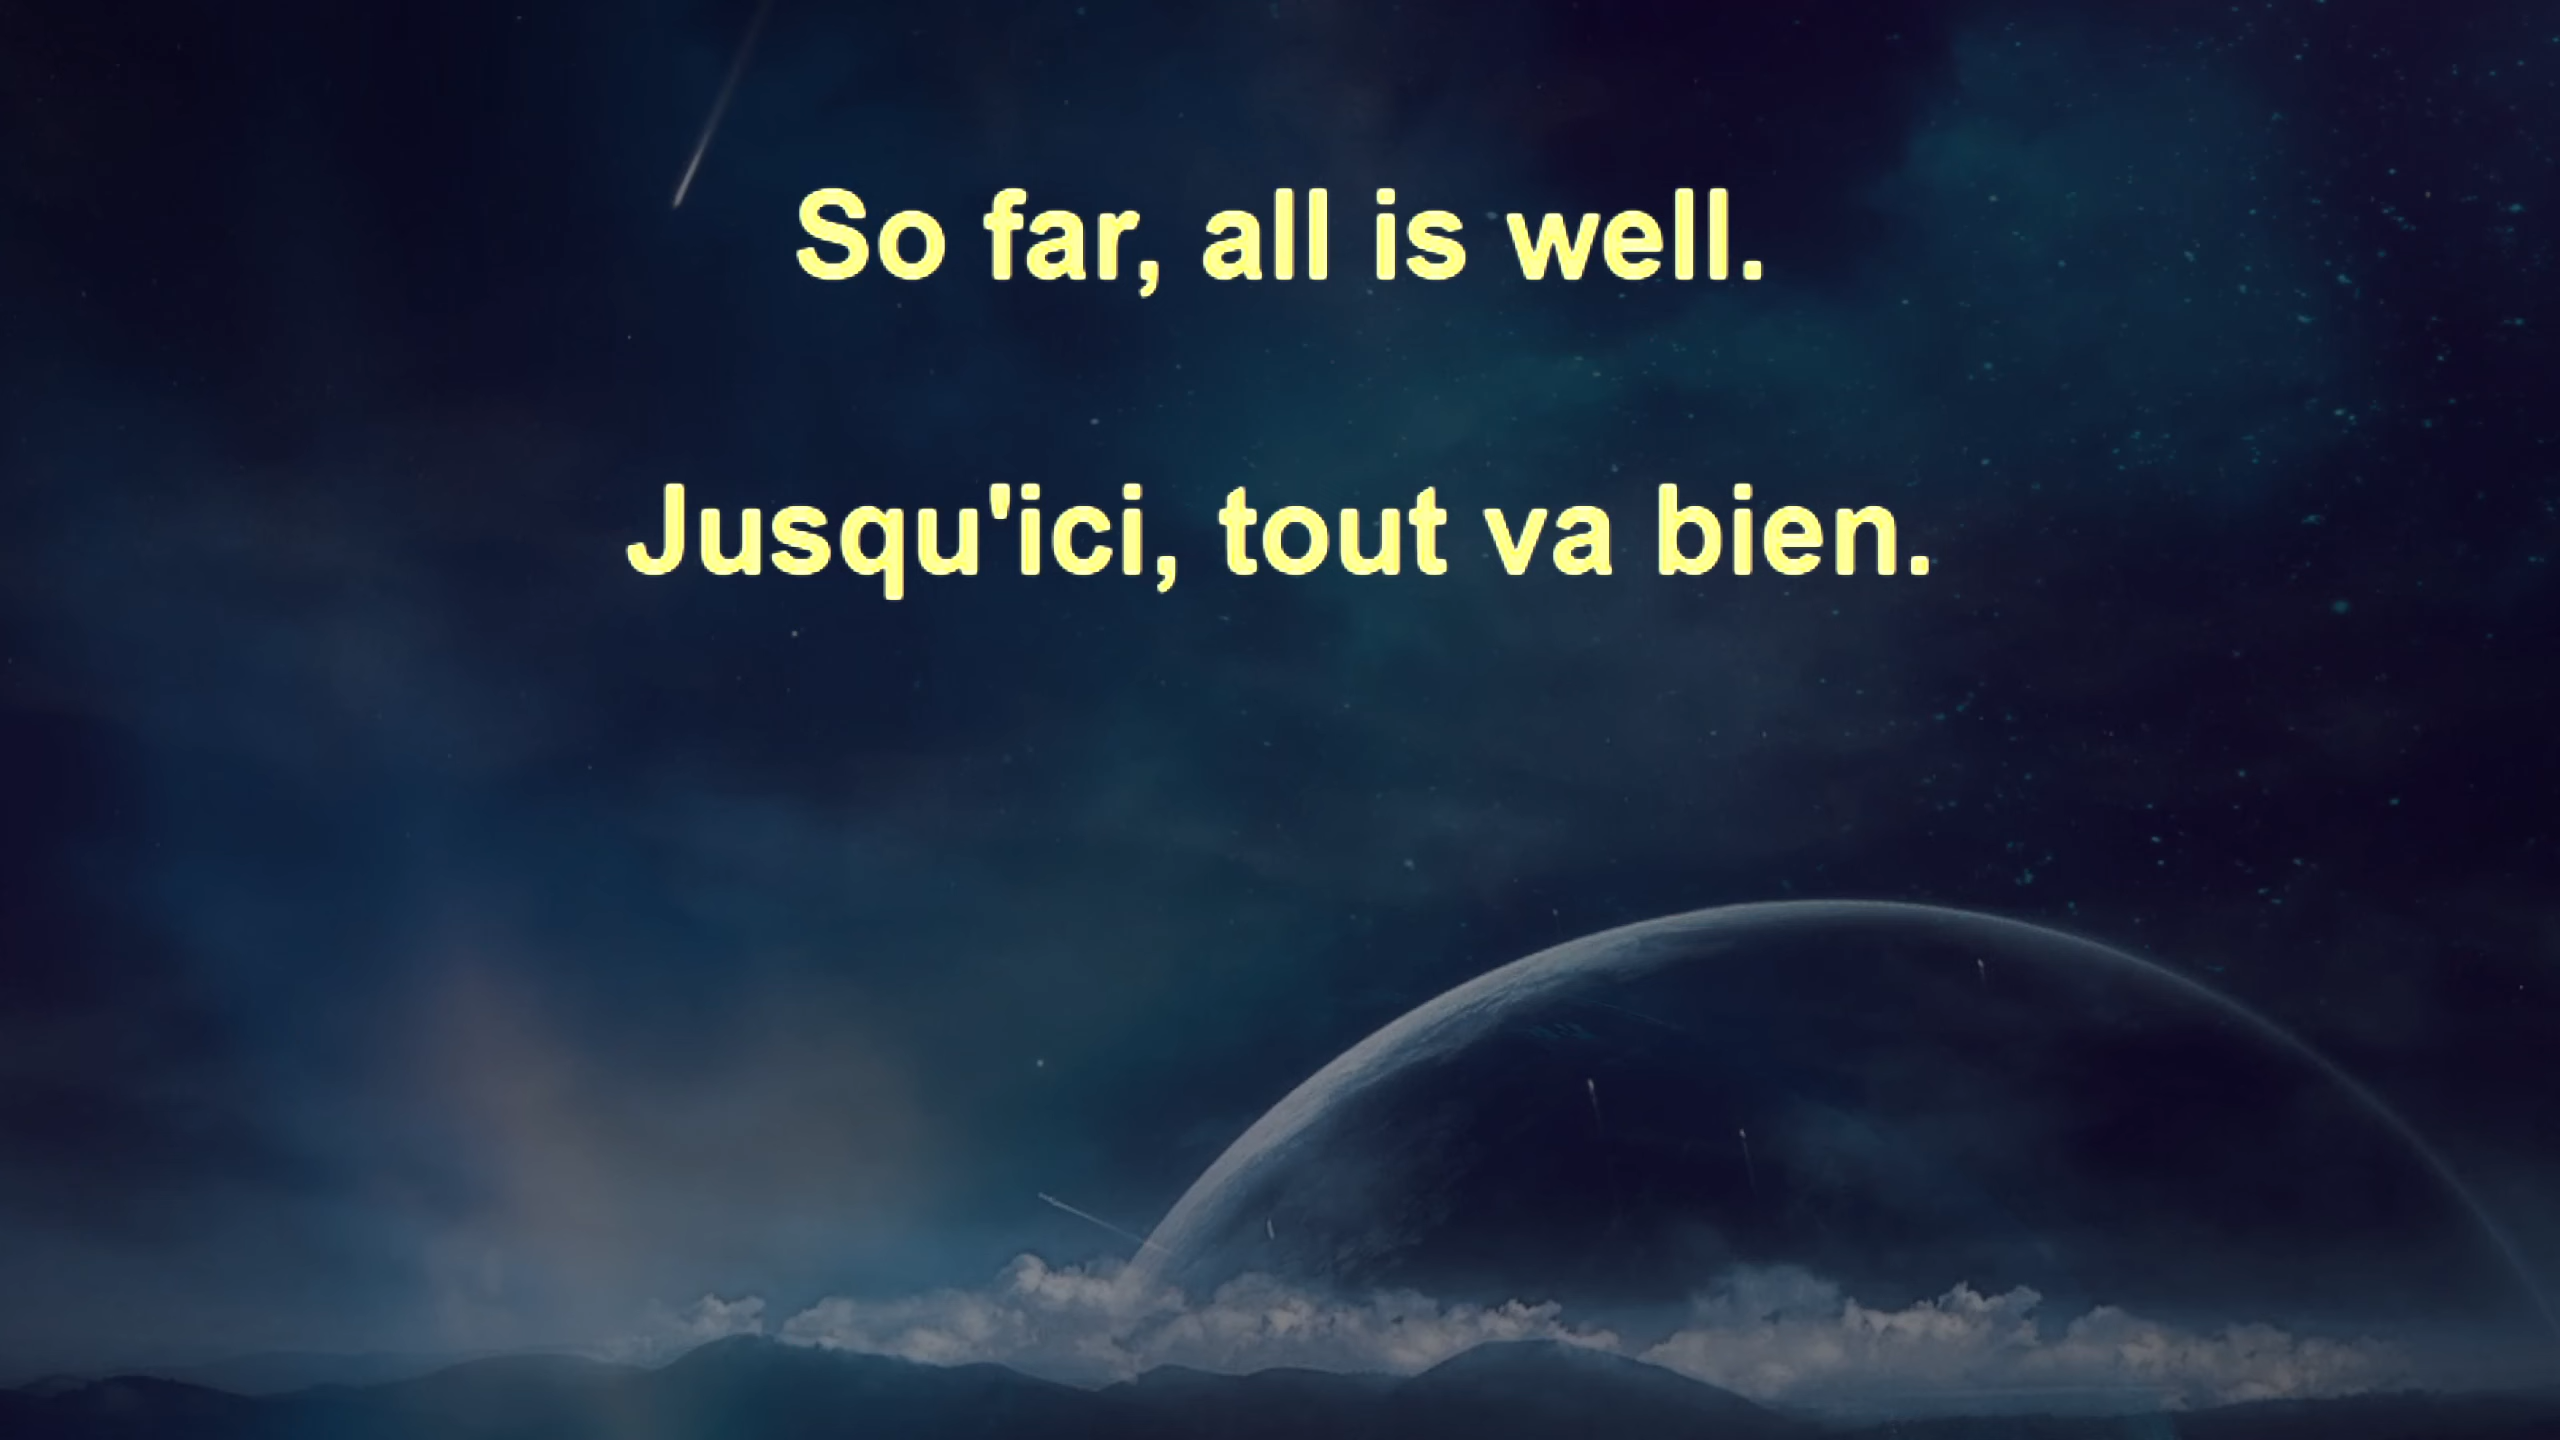 So far, all is well.
Jusqu'ici, tout va bien.